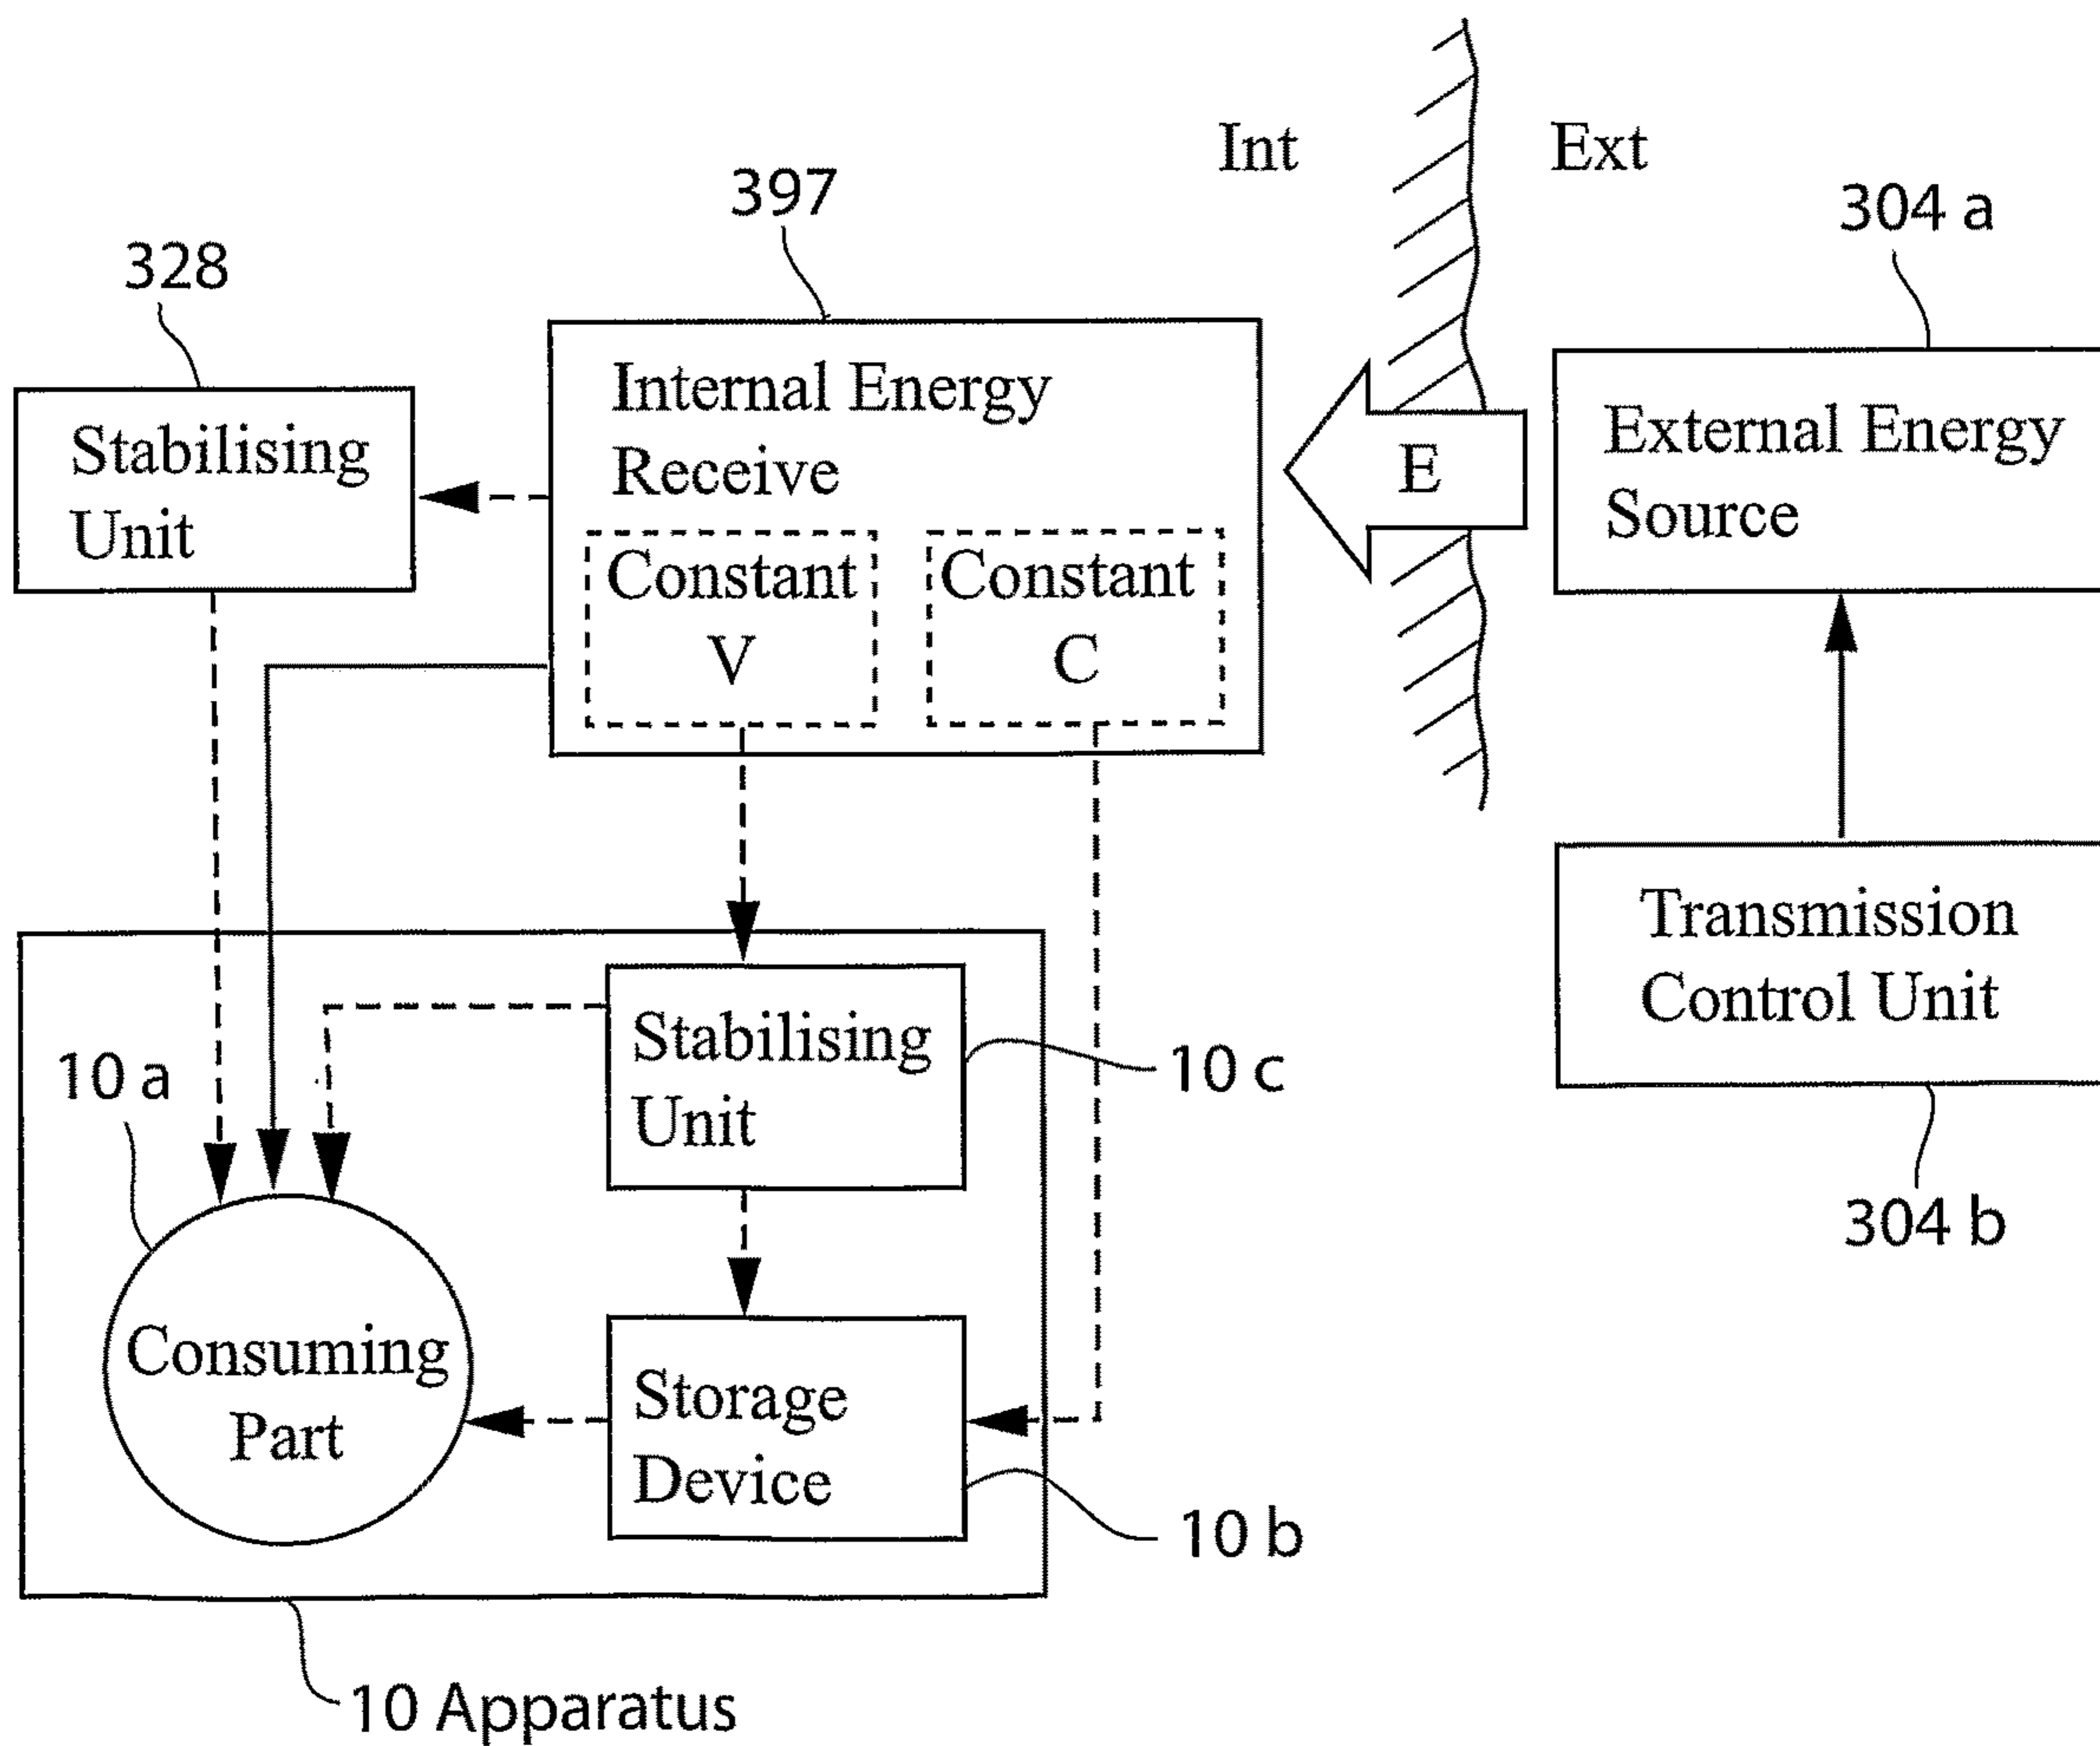 Int
Ext
397
304 a
328
Internal Energy
Receive
Constant
V
Constant
C
Stabilising
Unit
E
External Energy
Source
Transmission
Control Unit
304 b
10 a
Stabilising
Unit
10 c
Consuming
Part
Storage
Device
10 b
10 Apparatus